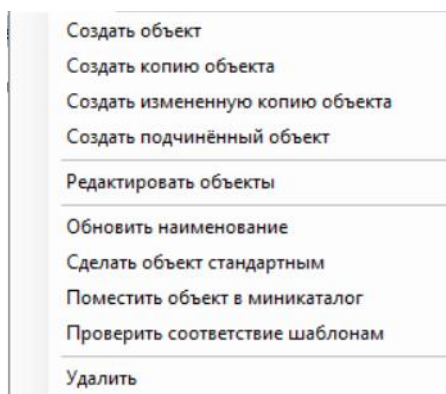 Создать объект
Создать копию объекта
Создать измененную копию объекта
Создать подчинённый объект
Редактировать объекты
Обновить наименование
Сделать объект стандартным
Поместить объект в миникаталог
Проверить соответствие шаблонам
Удалить